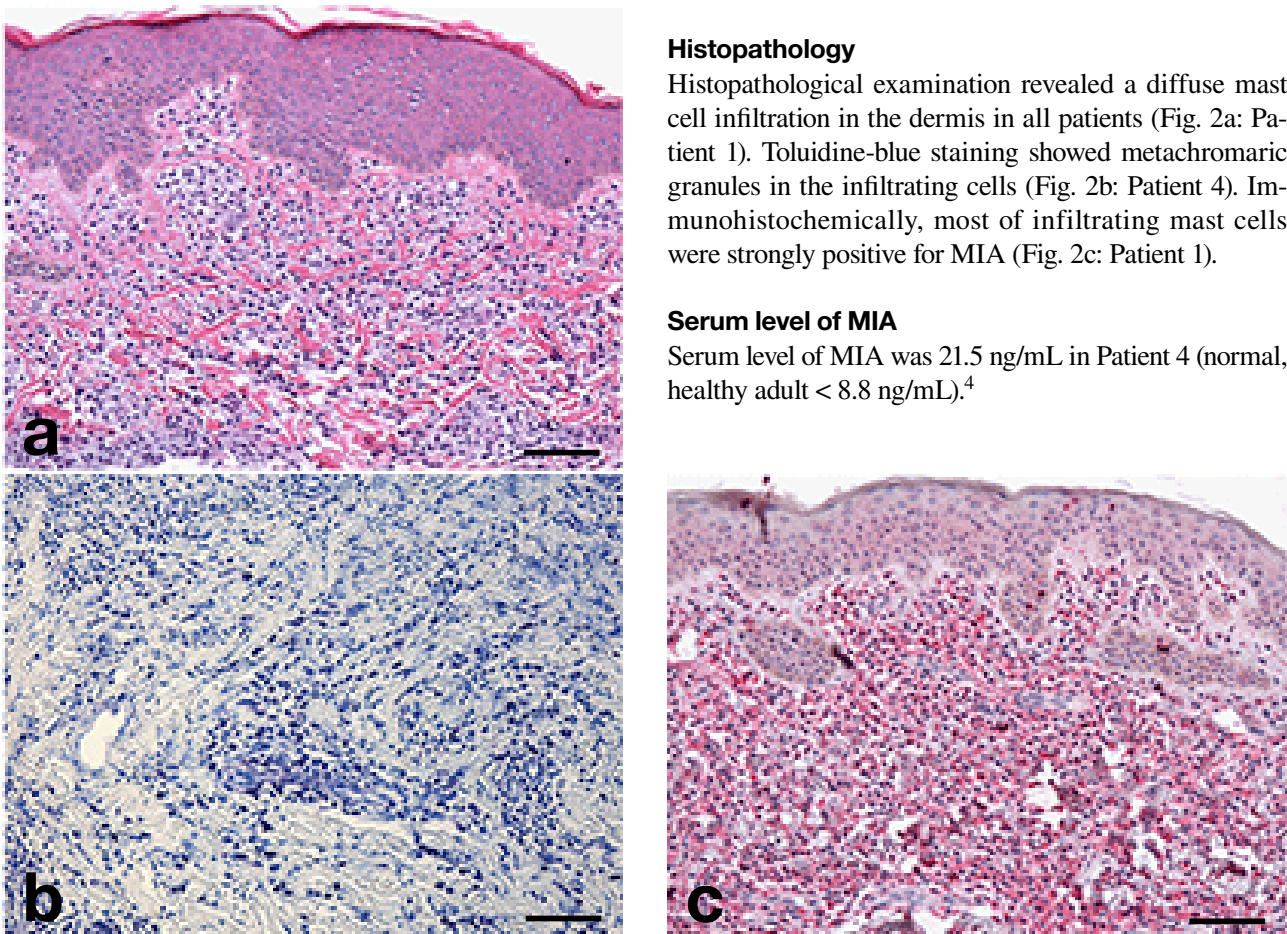 a
b
Histopathology
Histopathological examination revealed a diffuse mast
cell infiltration in the dermis in all patients (Fig. 2a: Pa-
tient 1). Toluidine-blue staining showed metachromaric
granules in the infiltrating cells (Fig. 2b: Patient 4). Im-
munohistochemically, most of infiltrating mast cells
were strongly positive for MIA (Fig. 2c: Patient 1).
Serum level of MIA
Serum level of MIA was 21.5 ng/mL in Patient 4 (normal,
healthy adult < 8.8 ng/mL).4
c